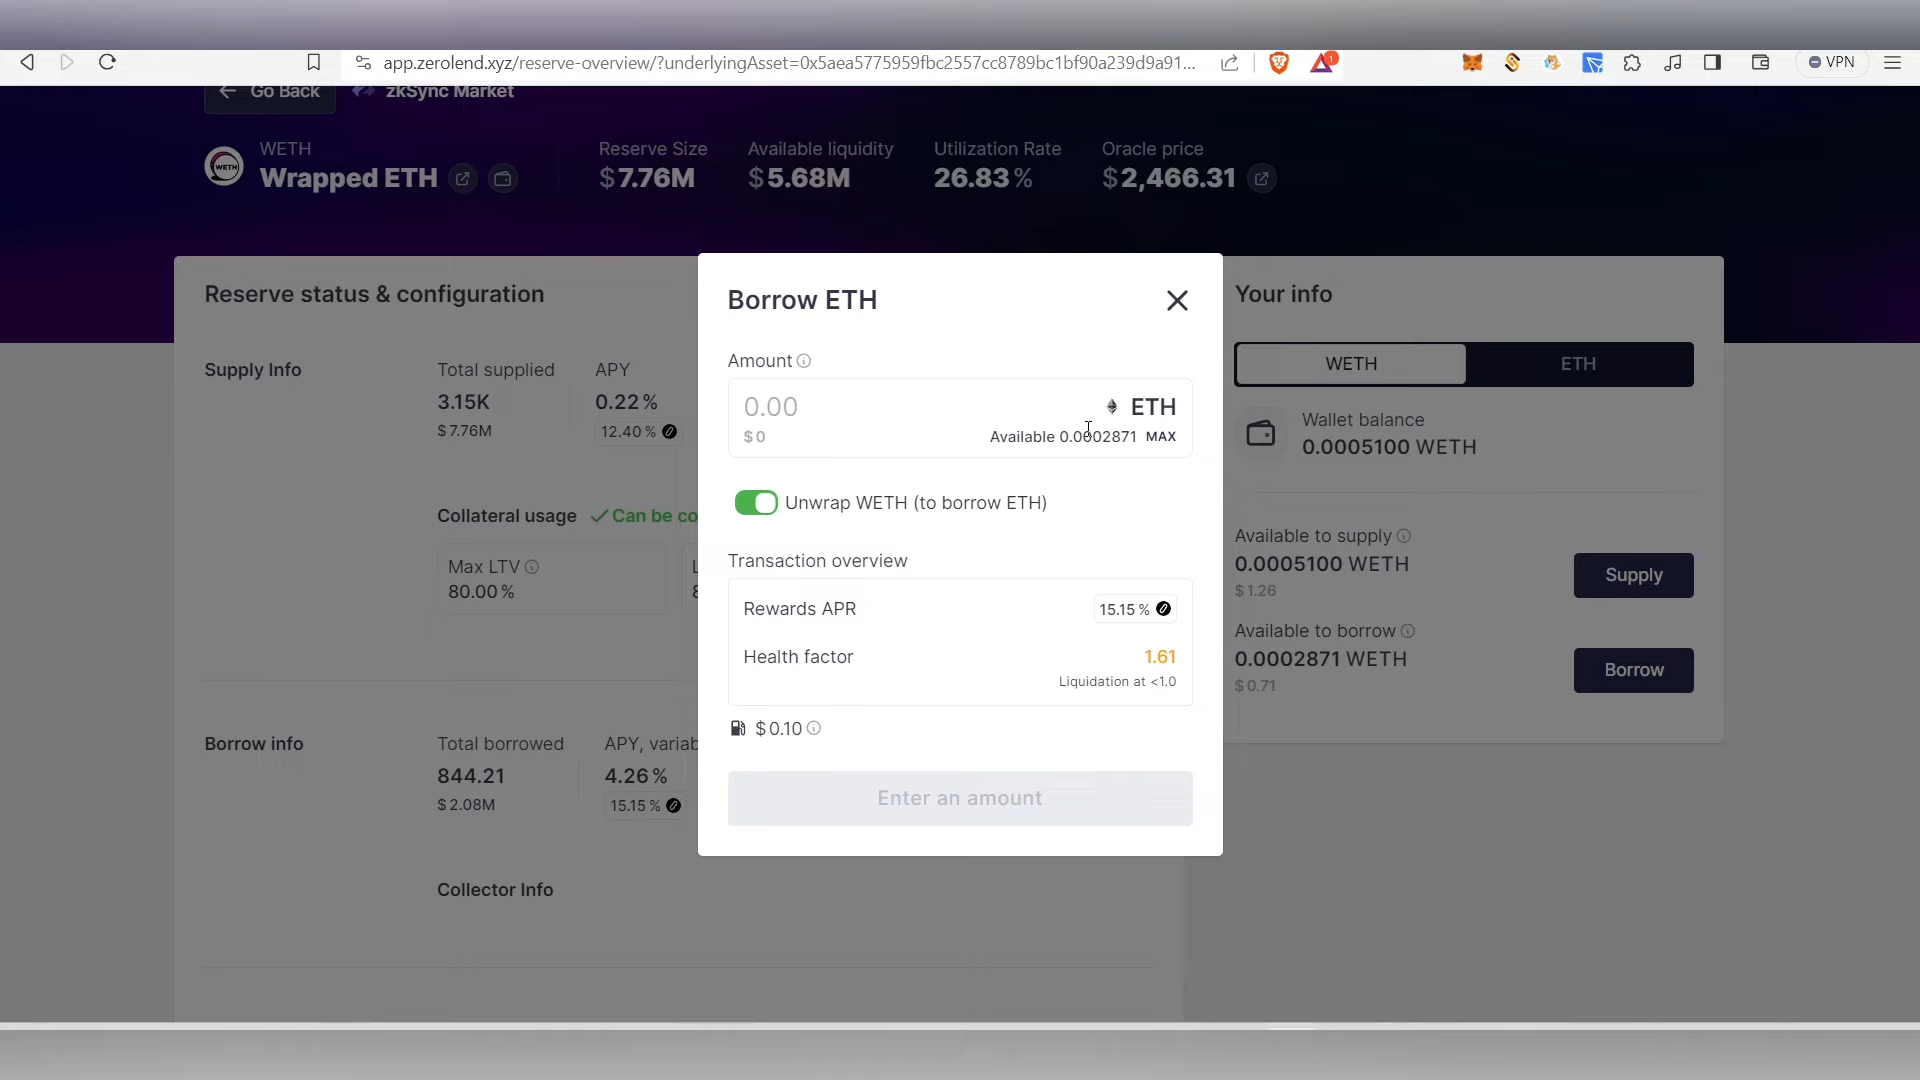 app.zerolend.xyz/reserve-overview/?underlyingAsset=0x5aea5775959fbc2557cc8789bc1bf90a239d9a91...
1
VPN
Go Back
zkSync Market
WETH
WETH
Wrapped ETH
Reserve Size
$ 7.76M
Available liquidity
$ 5.68M
Utilization Rate
26.83 %
Oracle price
$ 2,466.31
Reserve status & configuration
Supply Info
Total supplied
3.15K
$ 7.76M
APY
0.22 %
12.40 %
Collateral usage
Can be co
Max LTV
80.00 %
L
8
Borrow info
Total borrowed
844.21
$ 2.08M
APY, variab
4.26 %
15.15 %
Collector Info
Borrow ETH
Amount
0.00
ETH
$ 0
Available 0.0002871 MAX
Unwrap WETH (to borrow ETH)
Transaction overview
Rewards APR
15.15 %
Health factor
1.61
Liquidation at <1.0
$ 0.10
Enter an amount
Your info
WETH
ETH
Wallet balance
0.0005100 WETH
Available to supply
0.0005100 WETH
$ 1.26
Supply
Available to borrow
0.0002871 WETH
$ 0.71
Borrow